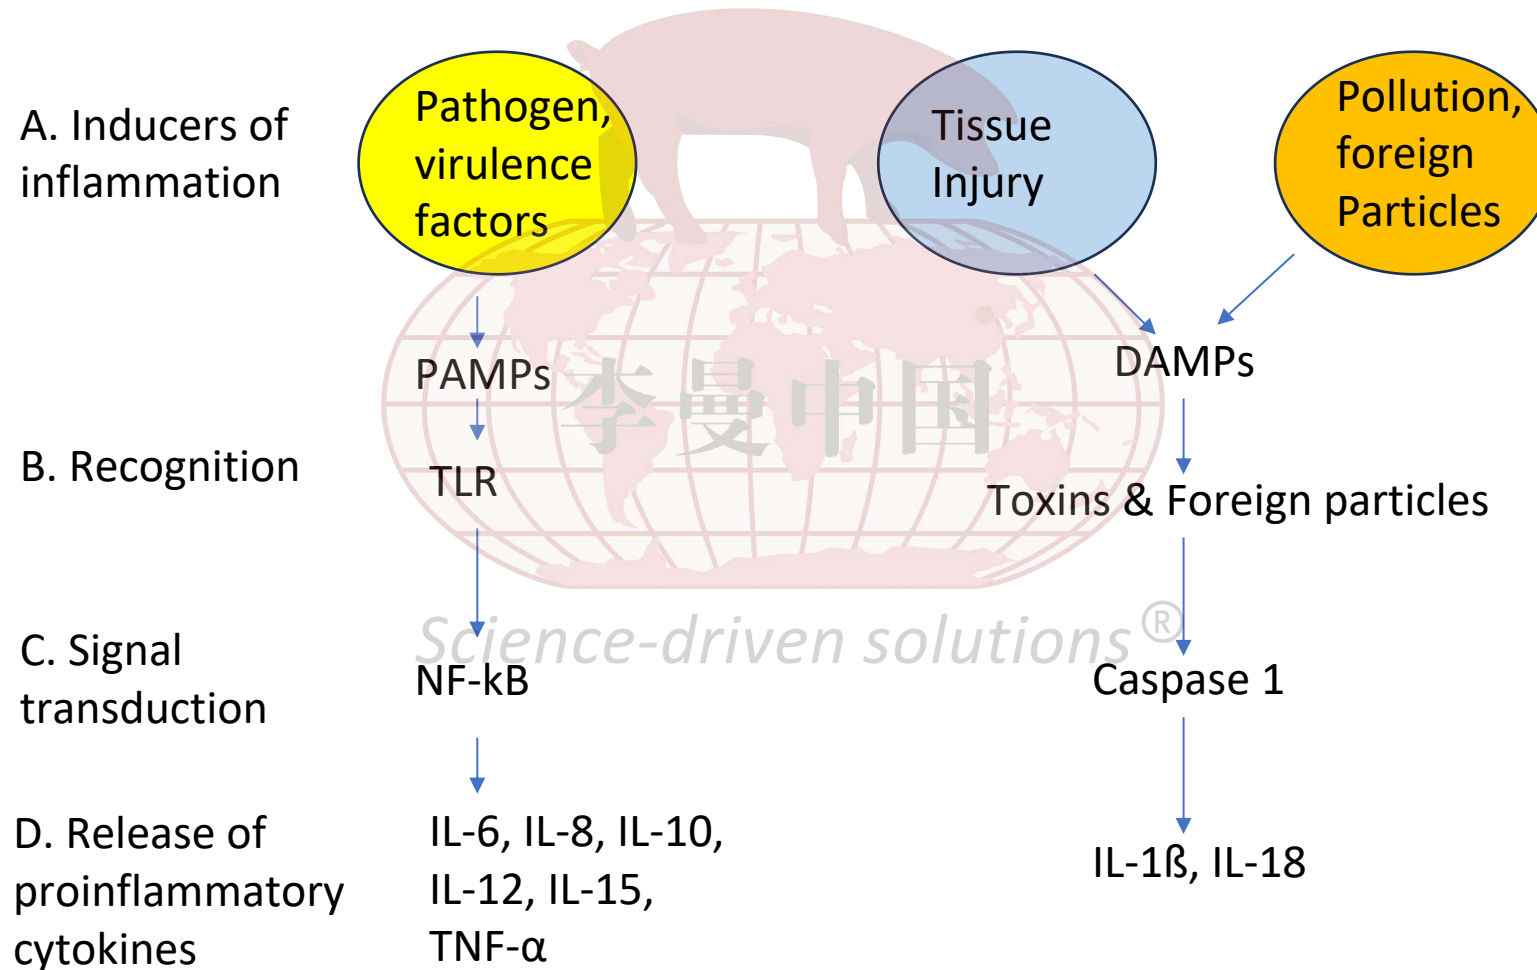 A. Inducers of
inflammation
Pathogen,
virulence
factors
Tissue
Injury
Pollution,
foreign
Particles
PAMPs
DAMPs
李曼中国
B. Recognition
TLR
Toxins & Foreign particles
Science-driven solutions®
C. Signal
transduction
NF-kB
Caspase 1
D. Release of
proinflammatory
cytokines
IL-6, IL-8, IL-10,
IL-12, IL-15,
TNF-α
IL-1ß, IL-18